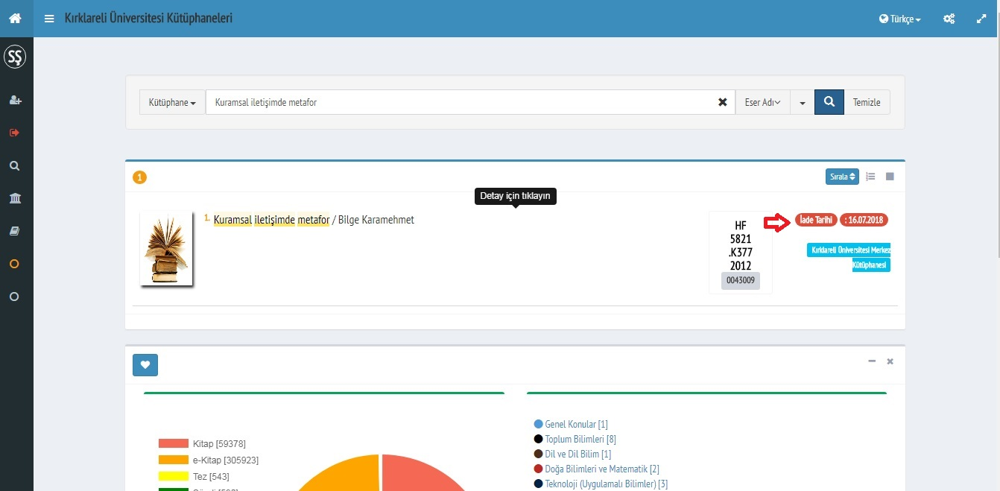 Kırklareli Üniversitesi Kütüphaneleri
Türkçe
SŞ
Kütüphane
Kuramsal iletişimde metafor
Eser Adı
Temizle
1
Sırala
Detay için tıklayın
1. Kuramsal iletişimde metafor / Bilge Karamehmet
HF
5821
.K377
2012
0043009
İade Tarihi : 16.07.2018
Kırklareli Üniversitesi Merkez
Kütüphanesi
Kitap [59378]
e-Kitap [305923]
Tez [543]
Genel Konular [1]
Toplum Bilimleri [8]
Dil ve Dil Bilim [1]
Doğa Bilimleri ve Matematik [2]
Teknoloji (Uygulamalı Bilimler) [3]